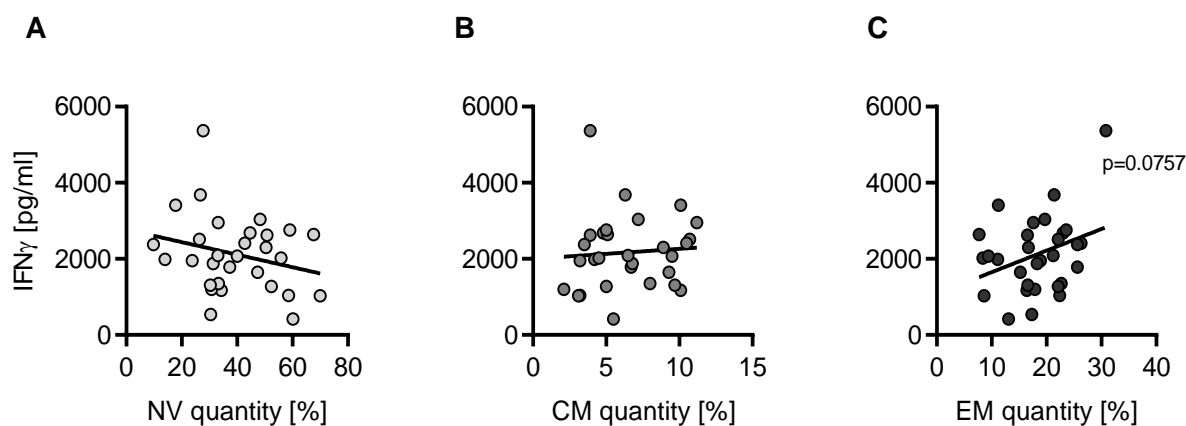 A
B
C
IFNγ [pg/ml]
6000
4000
2000
0
0 20 40 60 80
NV quantity [%]
6000
4000
2000
0
0 5 10 15
CM quantity [%]
6000
4000
2000
0
0 10 20 30 40
EM quantity [%]
p=0.0757